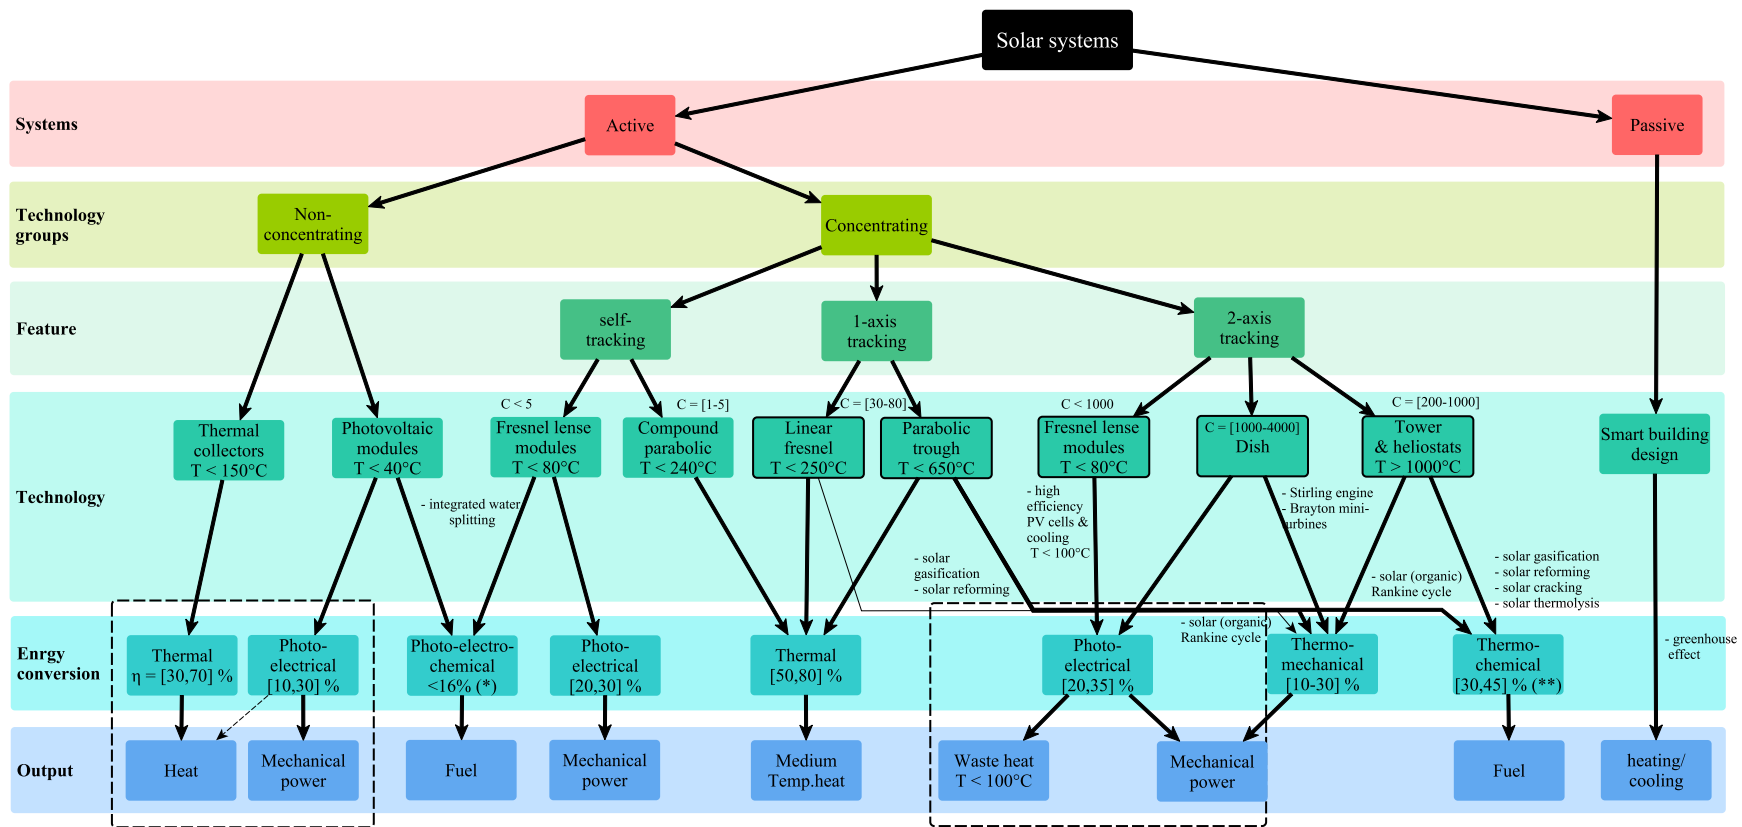 Solar systems
Systems
Active
Passive
Technology
groups
Non-
concentrating
Concentrating
Feature
self-
tracking
1-axis
tracking
2-axis
tracking
Technology
Thermal
collectors
T < 150°C
Photovoltaic
modules
T < 40°C
C < 5
Fresnel lense
modules
T < 80°C
C = [1-5]
Compound
parabolic
T < 240°C
C = [30-80]
Linear
fresnel
T < 250°C
Parabolic
trough
T < 650°C
C < 1000
Fresnel lense
modules
T < 80°C
C = [1000-4000]
Dish
C = [200-1000]
Tower
& heliostats
T > 1000°C
Smart building
design
- integrated water
splitting
- solar
gasification
- solar reforming
- high
efficiency
PV cells &
cooling
T < 100°C
- Stirling engine
- Brayton mini-
urbines
- solar (organic)
Rankine cycle
- solar gasification
- solar reforming
- solar cracking
- solar thermolysis
- solar (organic)
Rankine cycle
- greenhouse
effect
Enrgy
conversion
Thermal
η = [30,70] %
Photo-
electrical
[10,30] %
Photo-electro-
chemical
<16% (*)
Photo-
electrical
[20,30] %
Thermal
[50,80] %
Photo-
electrical
[20,35] %
Thermo-
mechanical
[10-30] %
Thermo-
chemical
[30,45] % (**)
Output
Heat
Mechanical
power
Fuel
Mechanical
power
Medium
Temp.heat
Waste heat
T < 100°C
Mechanical
power
Fuel
heating/
cooling